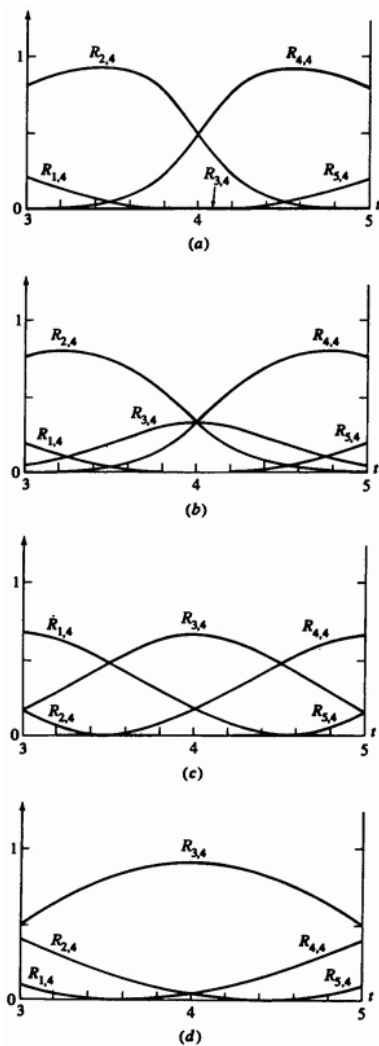 1
R2,4 R4,4
R1,4 R3,4 R5,4
0
3 4 5 t
(a)
1
R2,4 R4,4
R3,4
R1,4 R5,4
0
3 4 5 t
(b)
1
R1,4 R3,4 R4,4
R2,4 R5,4
0
3 4 5 t
(c)
R3,4
1
R2,4 R4,4
R1,4 R5,4
0
3 4 5 t
(d)